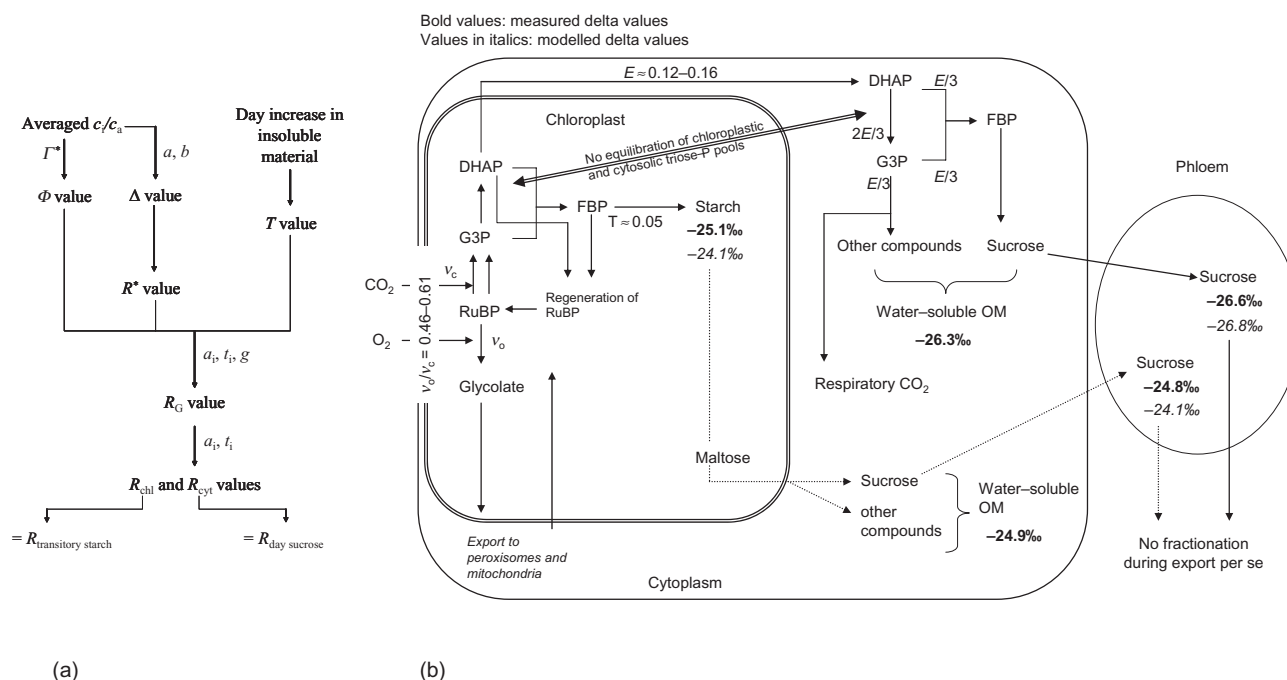 Bold values: measured delta values
Values in italics: modelled delta values
Averaged cᵢ/cₐ
Γ*
a, b
Day increase in
insoluble
material
Φ value
Δ value
T value
R* value
aᵢ, tᵢ, g
R_G value
aᵢ, tᵢ
R_chl and R_cyt values
= R_transitory starch
= R_day sucrose
(a)
E ≈ 0.12–0.16
DHAP
E/3
Chloroplast
2E/3
FBP
No equilibration of chloroplastic
and cytosolic triose-P pools
G3P
E/3
E/3
DHAP
FBP
T ≈ 0.05
Starch
–25.1‰
–24.1‰
G3P
Other compounds
Sucrose
CO₂
v_c
RuBP
Regeneration of
RuBP
O₂
v_o
v_o/v_c = 0.46–0.61
Glycolate
Water–soluble OM
–26.3‰
Respiratory CO₂
Phloem
Sucrose
–26.6‰
–26.8‰
Sucrose
–24.8‰
–24.1‰
Maltose
Sucrose
other
compounds
Water–soluble
OM
–24.9‰
Export to
peroxisomes and
mitochondria
Cytoplasm
No fractionation
during export per se
(b)